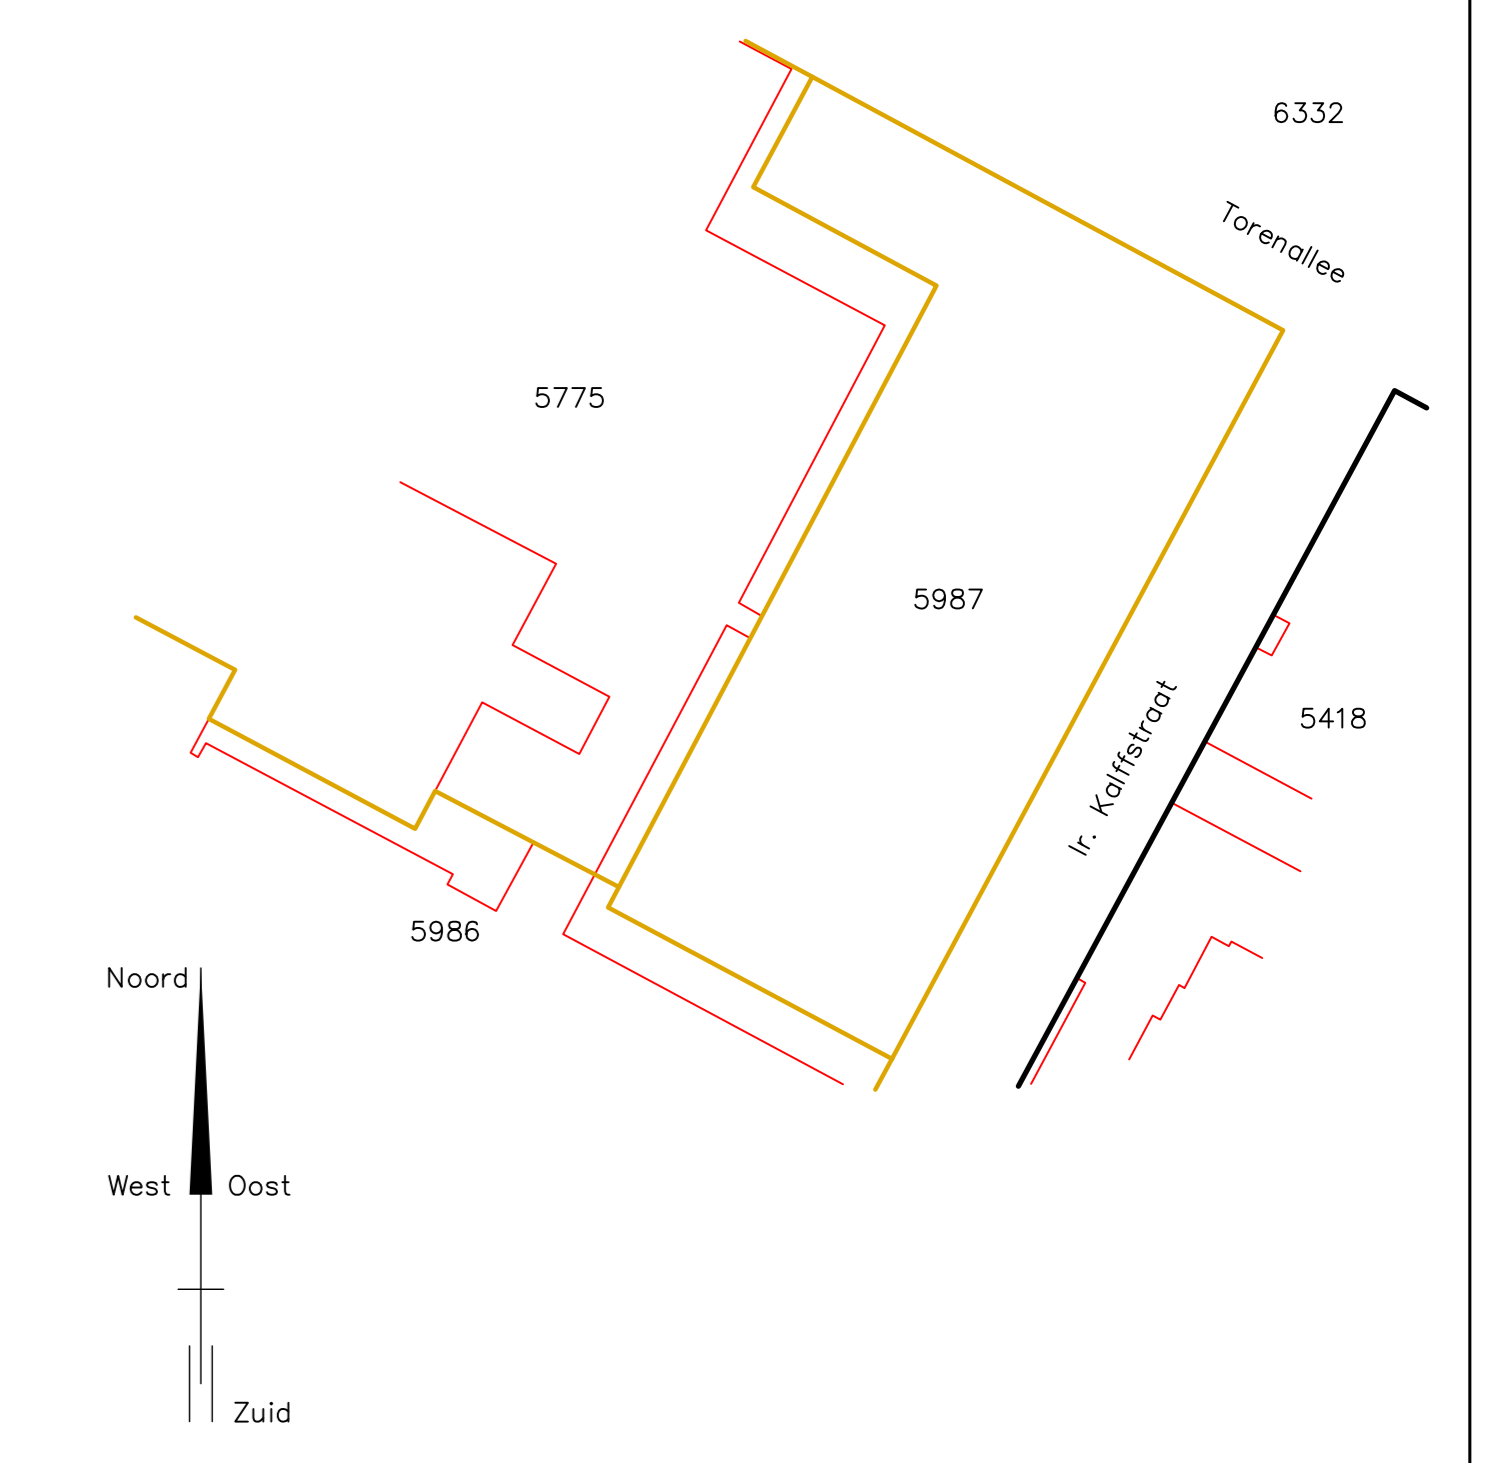 6332
Torenallee
5775
5987
Ir. Kalffstraat
5418
5986
Noord
West Oost
Zuid